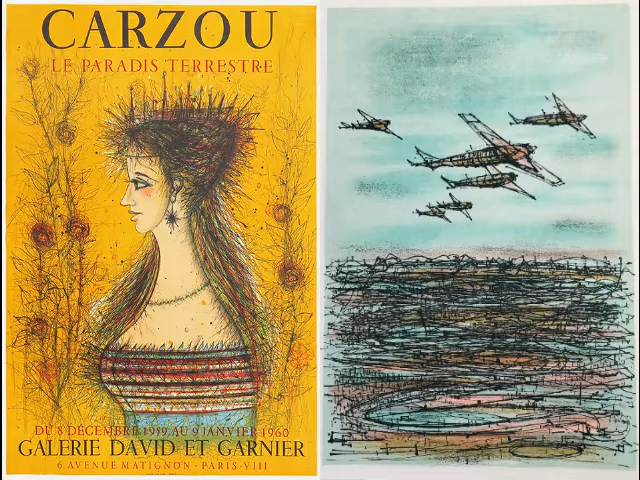 CARZOU
LE PARADIS TERRESTRE
DU 8 DÉCEMBRE 1959 AU 9 JANVIER 1960
GALERIE DAVID ET GARNIER
6 AVENUE MATIGNON - PARIS-VIII